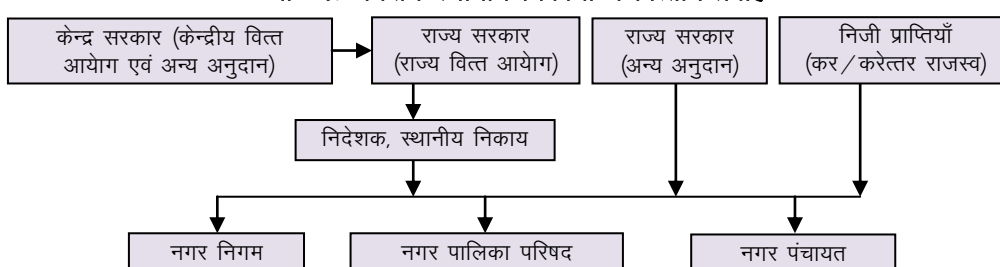 केन्द्र सरकार (केन्द्रीय वित्त
आयेाग एवं अन्य अनुदान)
राज्य सरकार
(राज्य वित्त आयेाग)
राज्य सरकार
(अन्य अनुदान)
निजी प्राप्तियाँ
(कर/करेत्तर राजस्व)
निदेशक, स्थानीय निकाय
नगर निगम
नगर पालिका परिषद
नगर पंचायत